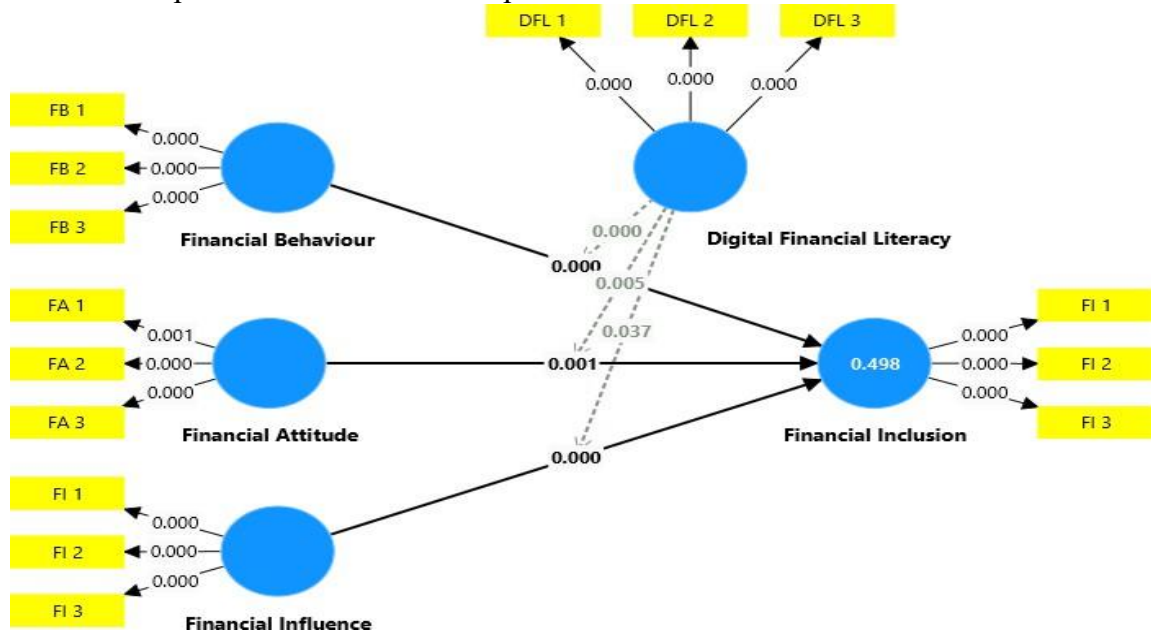 DFL 1
DFL 2
DFL 3
0.000
0.000
0.000
FB 1
FB 2
FB 3
0.000
0.000
0.000
Financial Behaviour
Digital Financial Literacy
0.000
0.000
0.005
0.037
FA 1
FA 2
FA 3
0.001
0.000
0.000
Financial Attitude
0.001
0.498
Financial Inclusion
0.000
0.000
0.000
FI 1
FI 2
FI 3
0.000
FI 1
FI 2
FI 3
0.000
0.000
0.000
Financial Influence